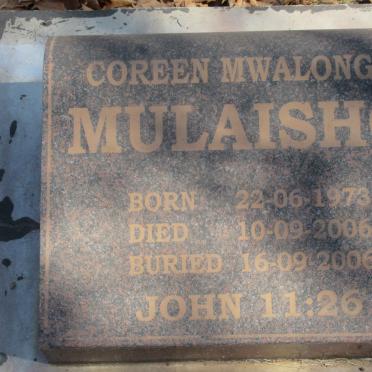 COREEN MWALONG
MULAISH
BORN 22-06-1973
DIED 10-09-2006
BURIED 16-09-2006
JOHN 11:26